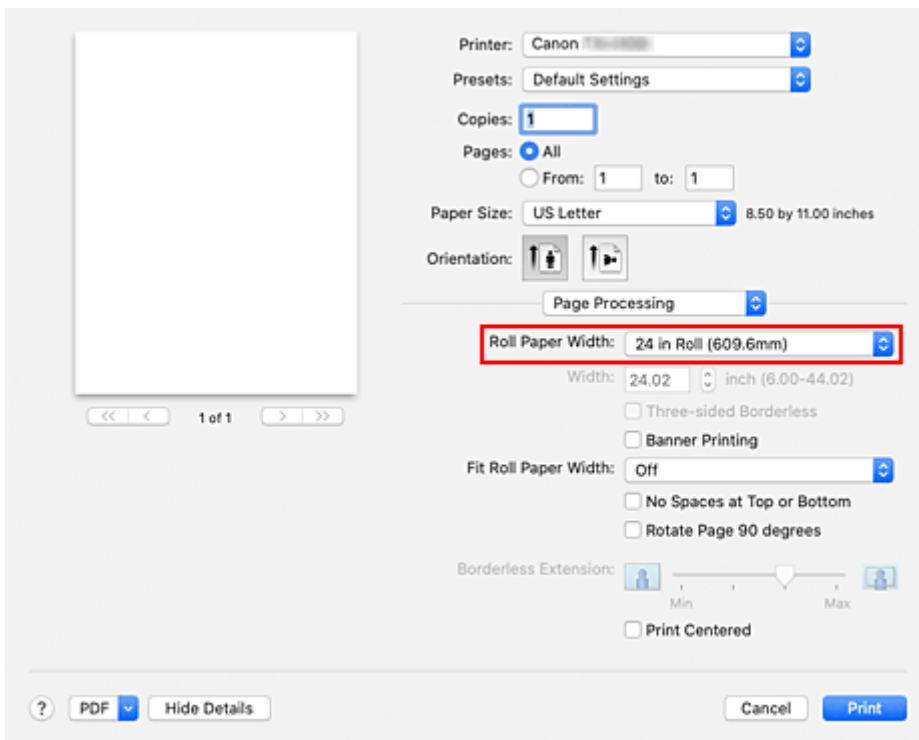 Printer: Canon
Presets: Default Settings
Copies: 1
Pages: All
From: 1 to: 1
Paper Size: US Letter 8.50 by 11.00 inches
Orientation:
Page Processing
Roll Paper Width: 24 in Roll (609.6mm)
Width: 24.02 inch (6.00-44.02)
Three-sided Borderless
<< < 1 of 1 > >>
Banner Printing
Fit Roll Paper Width: Off
No Spaces at Top or Bottom
Rotate Page 90 degrees
Borderless Extension:
Min Max
Print Centered
? PDF Hide Details Cancel Print